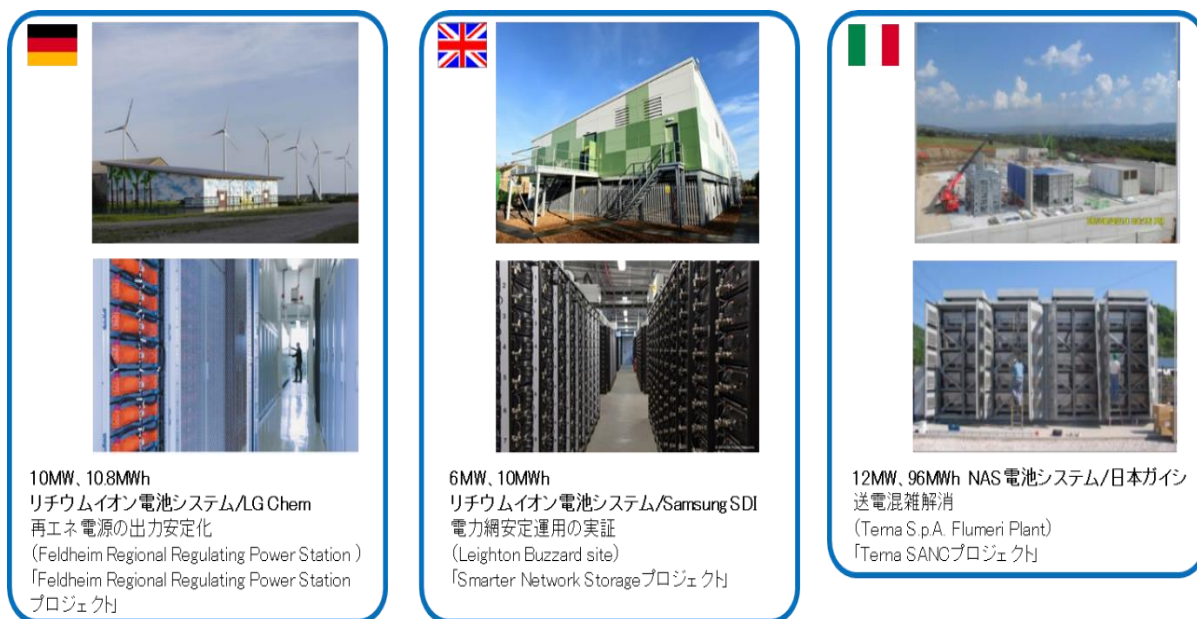 10MW、10.8MWh
リチウムイオン電池システム/LG Chem
再エネ電源の出力安定化
(Feldheim Regional Regulating Power Station )
「Feldheim Regional Regulating Power Station
プロジェクト」
6MW、10MWh
リチウムイオン電池システム/Samsung SDI
電力網安定運用の実証
(Leighton Buzzard site)
「Smarter Network Storageプロジェクト」
12MW、96MWh NAS電池システム/日本ガイシ
送電混雑解消
(Terna S.p.A. Flumeri Plant)
「Terna SANCプロジェクト」